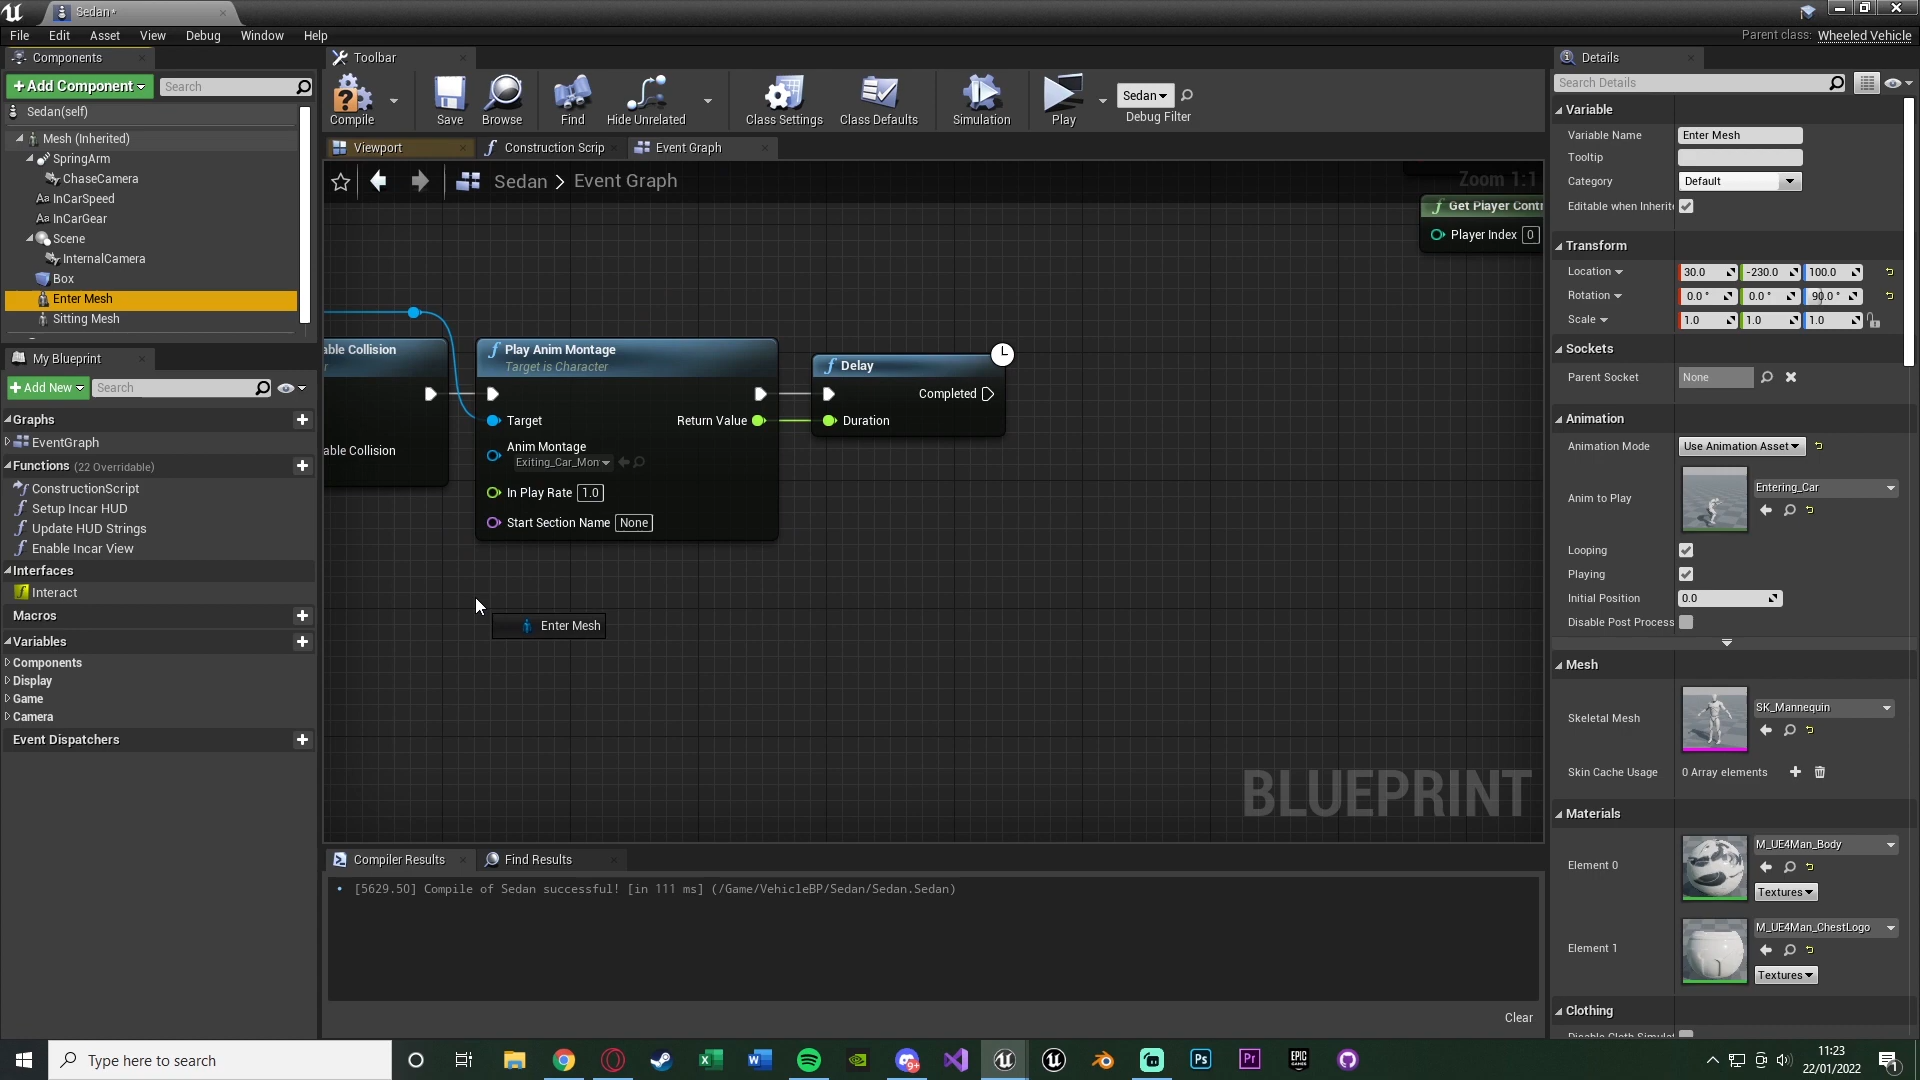 Sedan*
File Edit Asset View Debug Window Help
Parent class: Wheeled Vehicle
Components
+Add Component
Search
Sedan(self)
Mesh (Inherited)
SpringArm
ChaseCamera
Aa InCarSpeed
Aa InCarGear
Scene
InternalCamera
Box
Enter Mesh
Sitting Mesh
My Blueprint
+Add New
Search
Graphs
EventGraph
Functions (22 Overridable)
ConstructionScript
Setup Incar HUD
Update HUD Strings
Enable Incar View
Interfaces
Interact
Macros
Variables
Components
Display
Game
Camera
Event Dispatchers
Toolbar
Compile
Save
Browse
Find
Hide Unrelated
Class Settings
Class Defaults
Simulation
Play
Sedan
Debug Filter
Viewport
Construction Scrip
Event Graph
Sedan > Event Graph
Zoom 1:1
Get Player Contr
Player Index 0
able Collision
r
able Collision
Play Anim Montage
Target is Character
Target
Return Value
Anim Montage
Exiting_Car_Mon
In Play Rate 1.0
Start Section Name None
Delay
Completed
Duration
Enter Mesh
BLUEPRINT
Compiler Results
Find Results
[5629.50] Compile of Sedan successful! [in 111 ms] (/Game/VehicleBP/Sedan/Sedan.Sedan)
Clear
Details
Search Details
Variable
Variable Name Enter Mesh
Tooltip
Category Default
Editable when Inherite
Transform
Location 30.0 -230.0 100.0
Rotation 0.0 ° 0.0 ° 90.0 °
Scale 1.0 1.0 1.0
Sockets
Parent Socket None
Animation
Animation Mode Use Animation Asset
Anim to Play
Entering_Car
Looping
Playing
Initial Position 0.0
Disable Post Process
Mesh
Skeletal Mesh
SK_Mannequin
Skin Cache Usage 0 Array elements
Materials
Element 0
M_UE4Man_Body
Textures
Element 1
M_UE4Man_ChestLogo
Textures
Clothing
Disable Cloth Simulat
Type here to search
9+
Ps
Pr
EPIC GAMES
11:23
22/01/2022
1